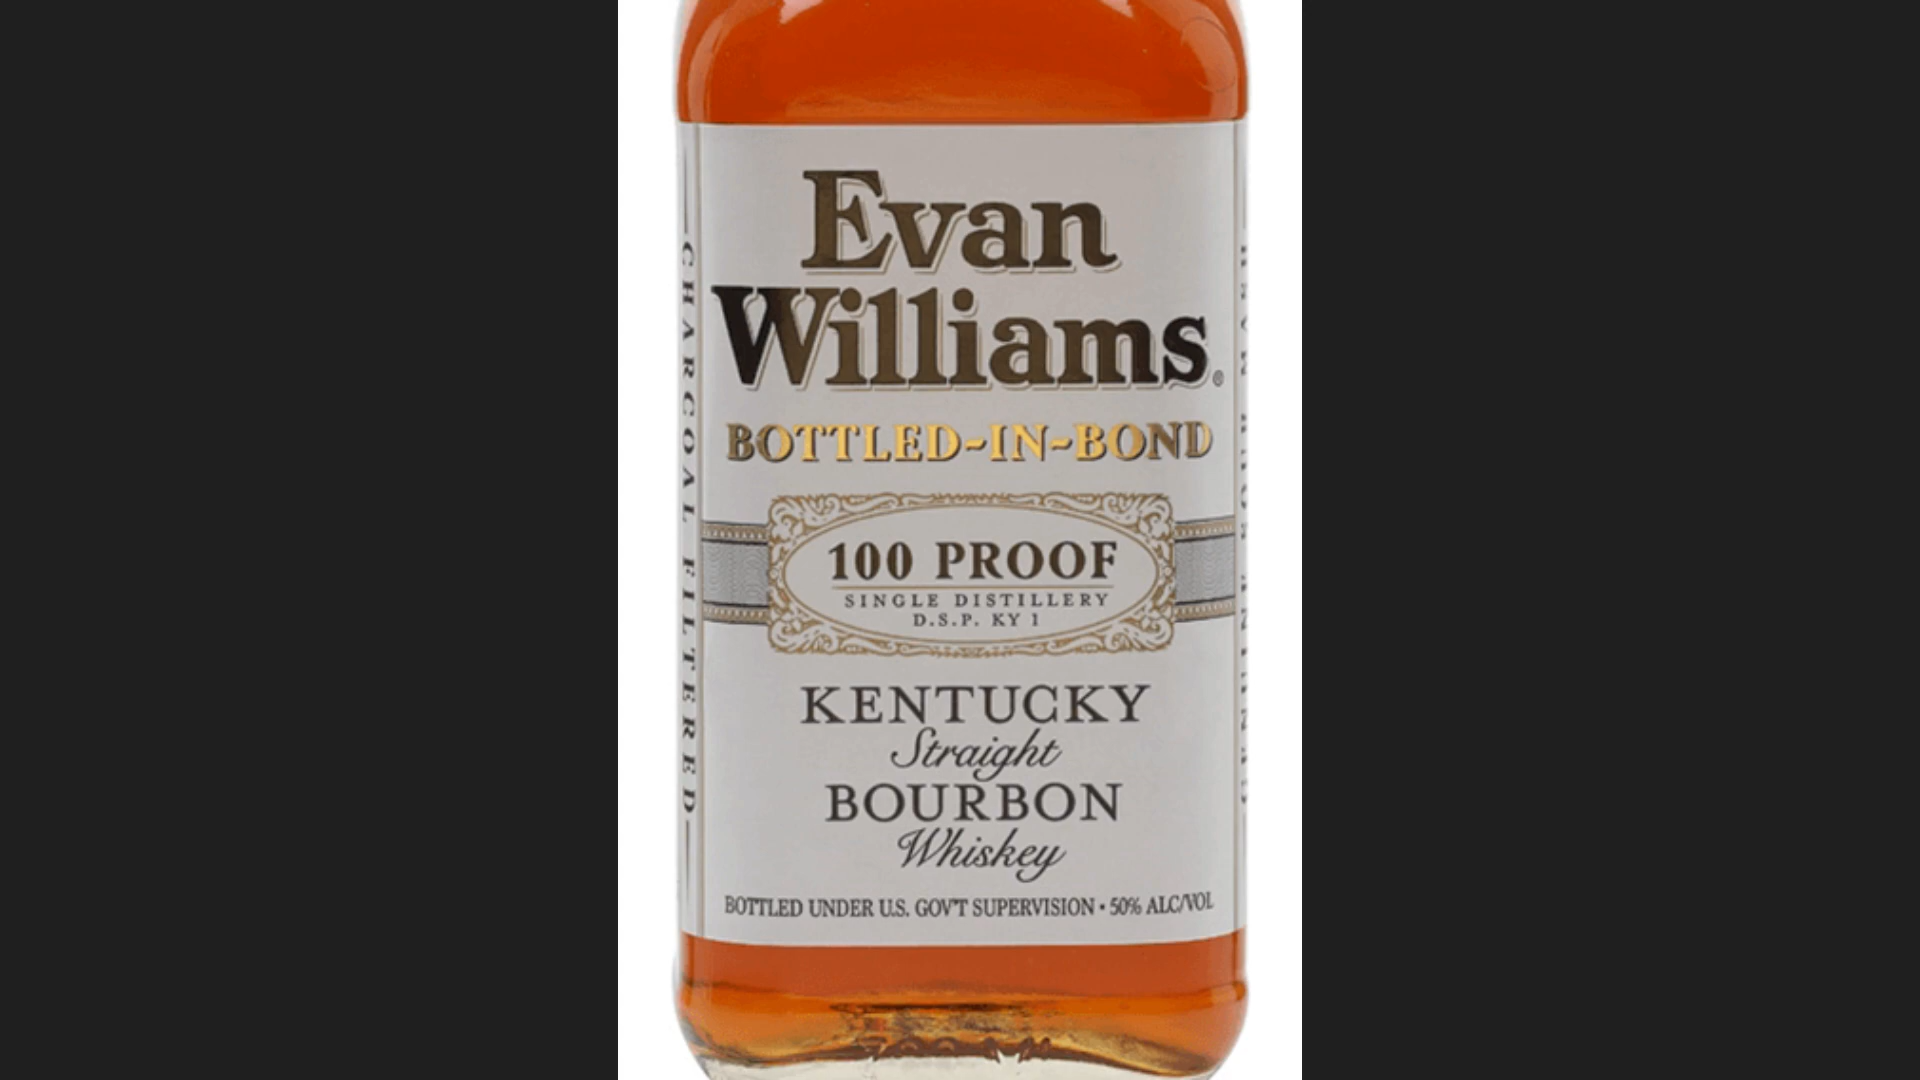 Evan
Williams®
BOTTLED-IN-BOND
100 PROOF
SINGLE DISTILLERY
D.S.P. KY 1
KENTUCKY
Straight
BOURBON
Whiskey
BOTTLED UNDER U.S. GOV'T SUPERVISION • 50% ALC/VOL
CHARCOAL FILTERED